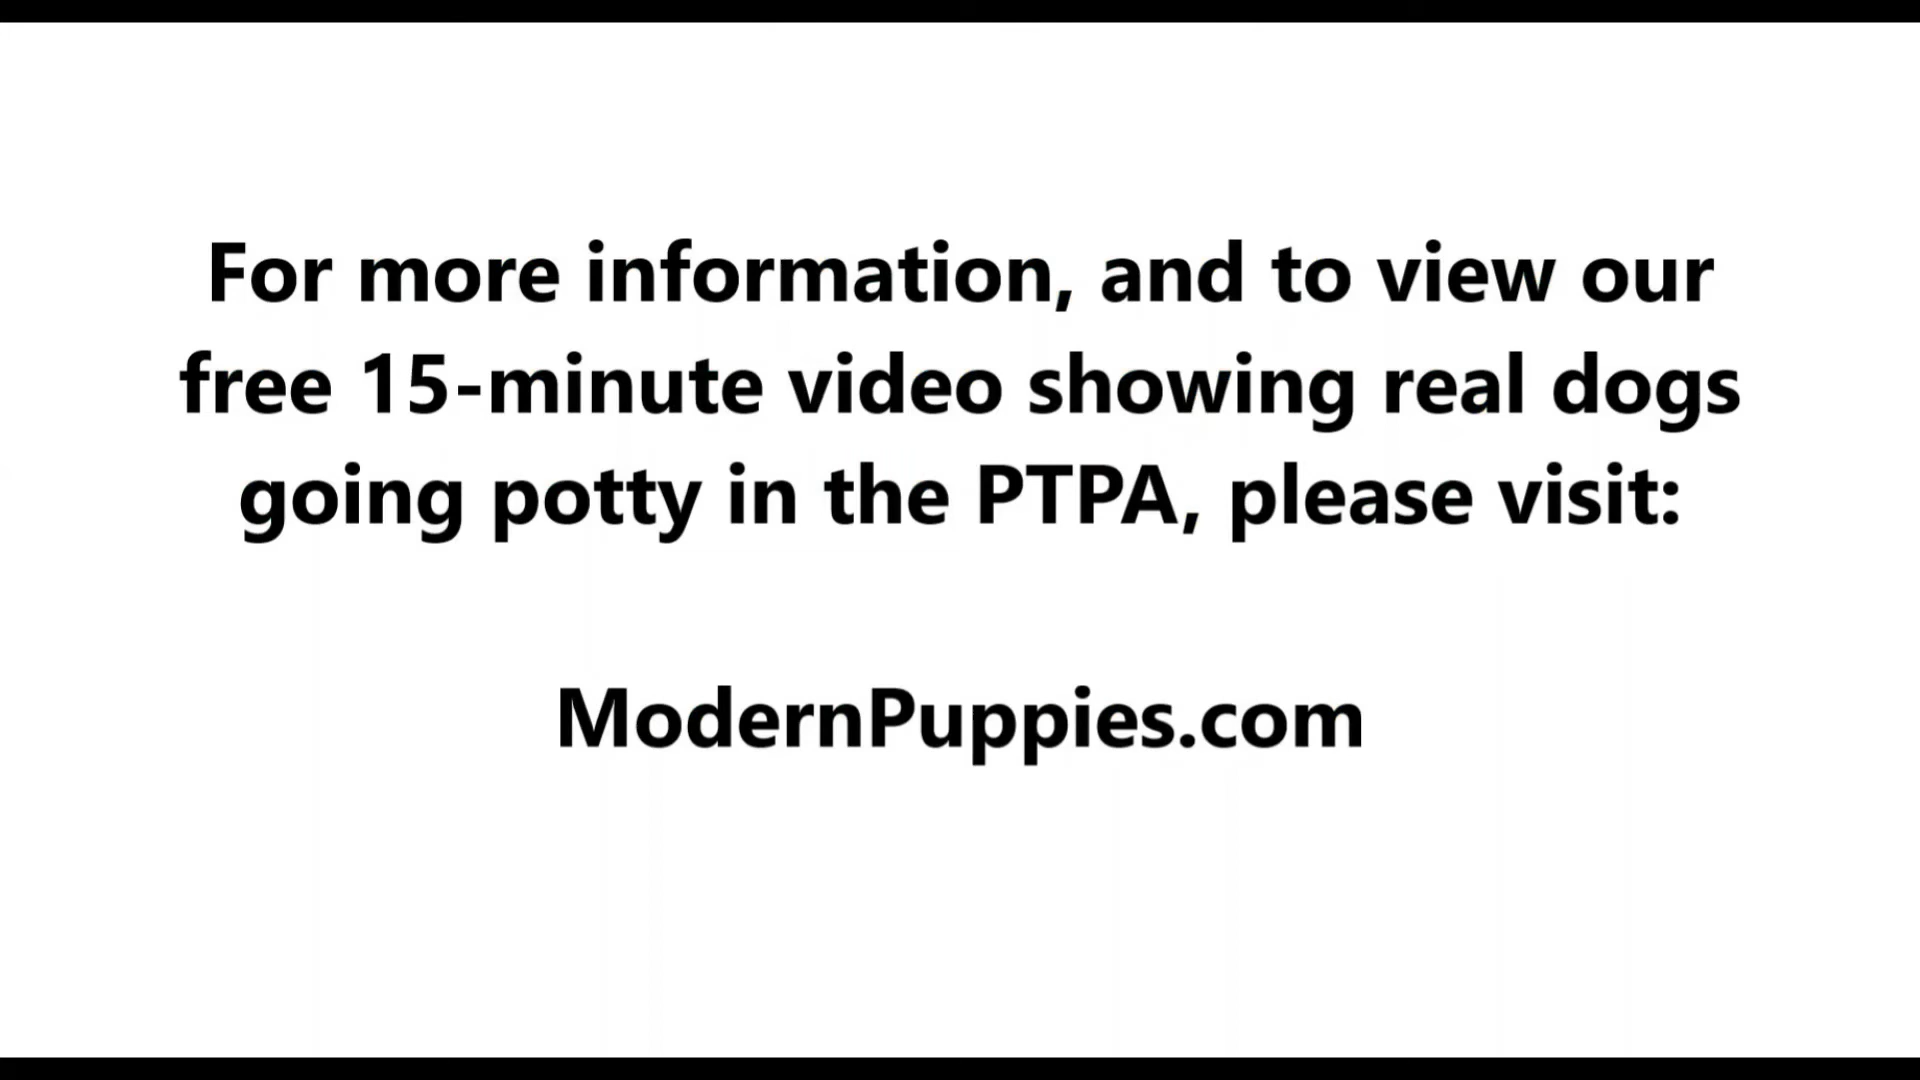 For more information, and to view our
free 15-minute video showing real dogs
going potty in the PTPA, please visit:
ModernPuppies.com